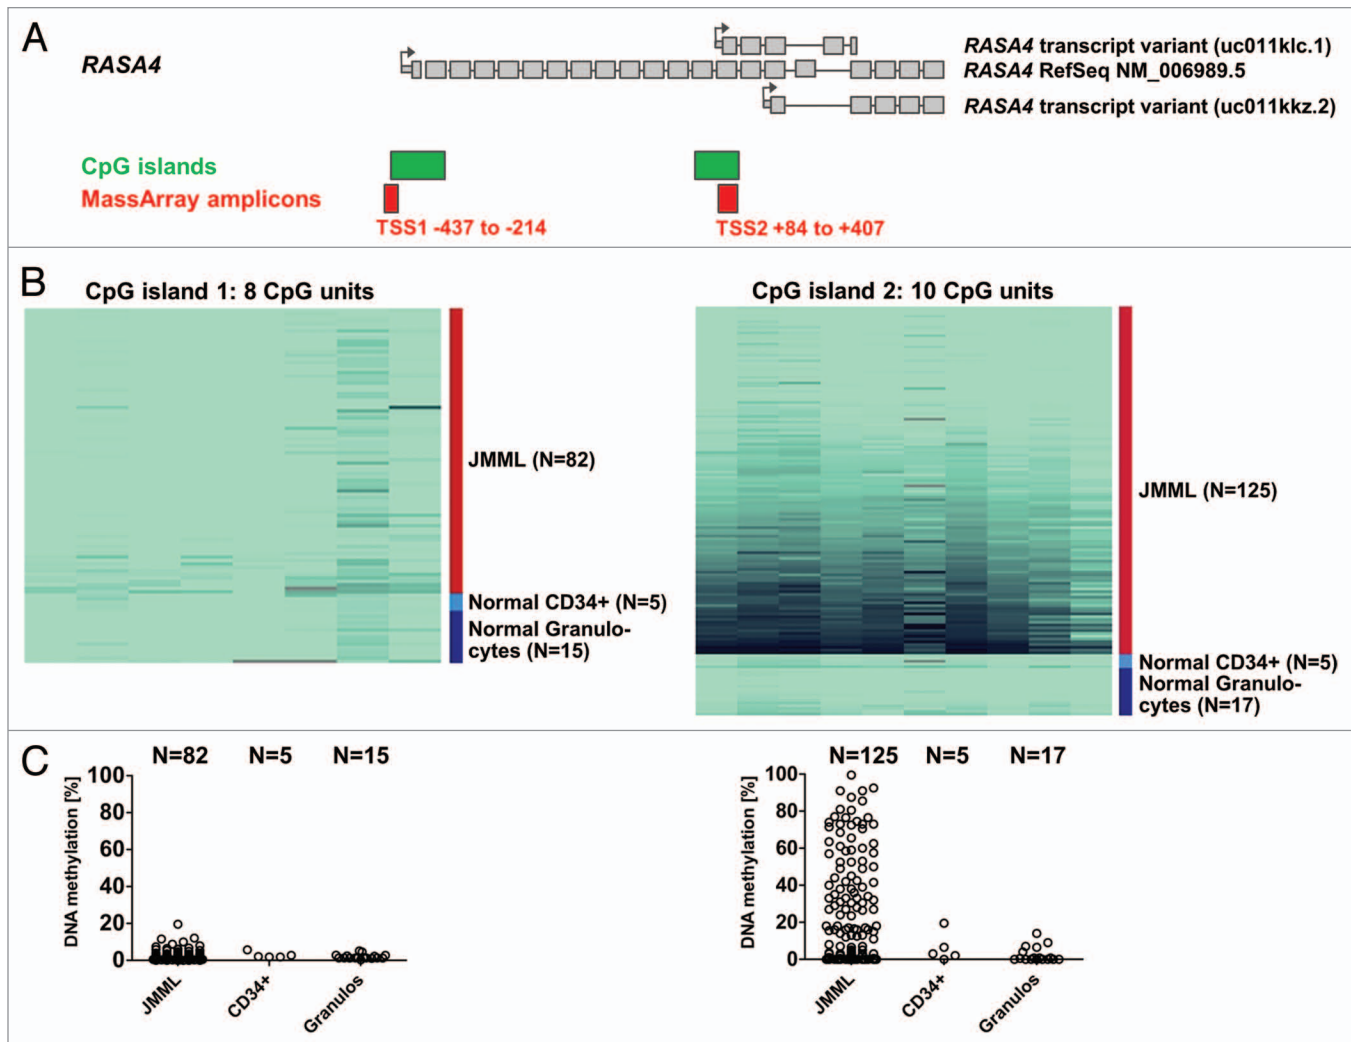 A
RASA4
RASA4 transcript variant (uc011klc.1)
RASA4 RefSeq NM_006989.5
RASA4 transcript variant (uc011kkz.2)
CpG islands
MassArray amplicons
TSS1 -437 to -214
TSS2 +84 to +407
B
CpG island 1: 8 CpG units
JMML (N=82)
Normal CD34+ (N=5)
Normal Granulo-
cytes (N=15)
CpG island 2: 10 CpG units
JMML (N=125)
Normal CD34+ (N=5)
Normal Granulo-
cytes (N=17)
C
N=82 N=5 N=15
DNA methylation [%]
100
80
60
40
20
0
JMML CD34+ Granulos
N=125 N=5 N=17
DNA methylation [%]
100
80
60
40
20
0
JMML CD34+ Granulos